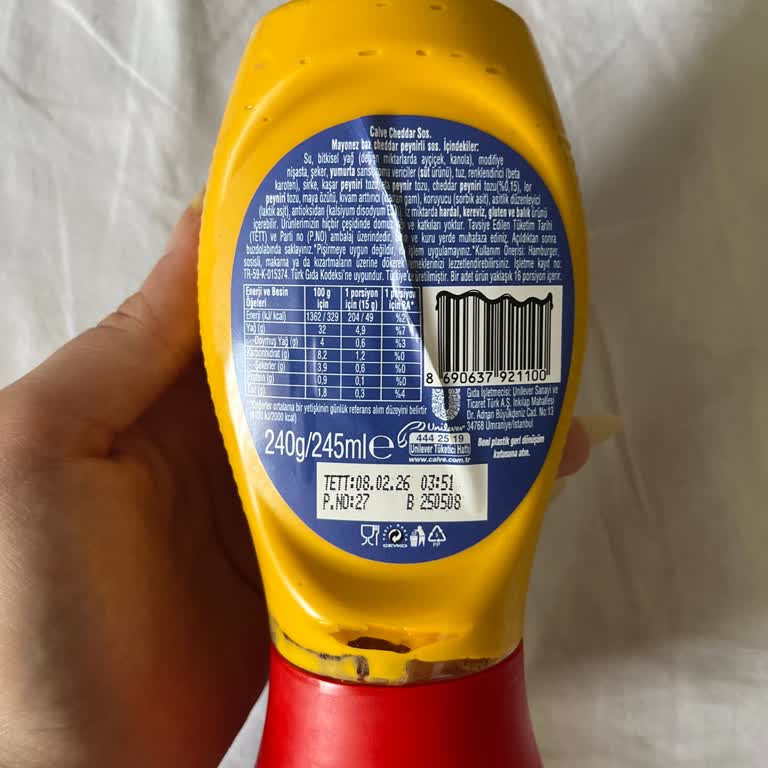 Calve Cheddar Sos.
Mayonez baz cheddar peynirli sos. İçindekiler:
Su, bitkisel yağ (değişen miktarlarda ayçiçek, kanola), modifiye
nişasta, şeker, yumurta sarısı, aroma vericiler (süt ürünü), tuz, renklendirici (beta
karoten), sirke, kaşar peyniri tozu, peynir tozu, cheddar peyniri tozu(%0,15), lor
peyniri tozu, maya özütü, kıvam arttırıcı gam), koruyucu (sorbik asit), asitlik düzenleyici
(laktik asit), antioksidan (kalsiyum disodyum miktarda hardal, kereviz, gluten ve balık ürünü
içerebilir. Ürünlerimizin hiçbir çeşidinde domuz ve katkıları yoktur. Tavsiye Edilen Tüketim Tarihi
(TETT) ve Parti no (P.NO) ambalaj üzerindedir. ve kuru yerde muhafaza ediniz. Açıldıktan sonra
buzdolabında saklayınız.*Pişirmeye uygun değildir, işlem uygulamayınız.*Kullanım Önerisi: Hamburger,
sosisli, makarna ya da kızartmaların üzerine dökerek yemeklerinizi lezzetlendirebilirsiniz. İşletme kayıt no:
TR-59-K-015374. Türk Gıda Kodeksi'ne uygundur. Türkiye'de üretilmiştir. Bir adet ürün yaklaşık 16 porsiyon içerir.
Enerji ve Besin Öğeleri 100 g için 1 porsiyon için (15 g) 1 porsiyon için RA*
Enerji (kJ/ kcal) 1362 / 329 204 / 49 %2
Yağ (g) 32 4,9 %7
-Doymuş Yağ (g) 4 0,6 %3
Karbonhidrat (g) 8,2 1,2 %0
-Şekerler (g) 3,9 0,6 %0
Protein (g) 0,9 0,1 %0
Tuz (g) 1,8 0,3 %4
*Değerler ortalama bir yetişkinin günlük referans alım düzeyini belirtir
(8400 kJ/2000 kcal)
8 690637 921100
Gıda İşletmecisi: Unilever Sanayi ve
Ticaret Türk A.Ş. İnkılap Mahallesi
Dr. Adnan Büyükdeniz Cad. No:13
34768 Ümraniye/İstanbul
Unilever
444 25 19
Unilever Tüketici Hattı
www.calve.com.tr
Beni plastik geri dönüşüm
kutusuna atın.
240g/245ml e
TETT:08.02.26 03:51
P.NO:27 B 250508
ÇEVKO
5
PP